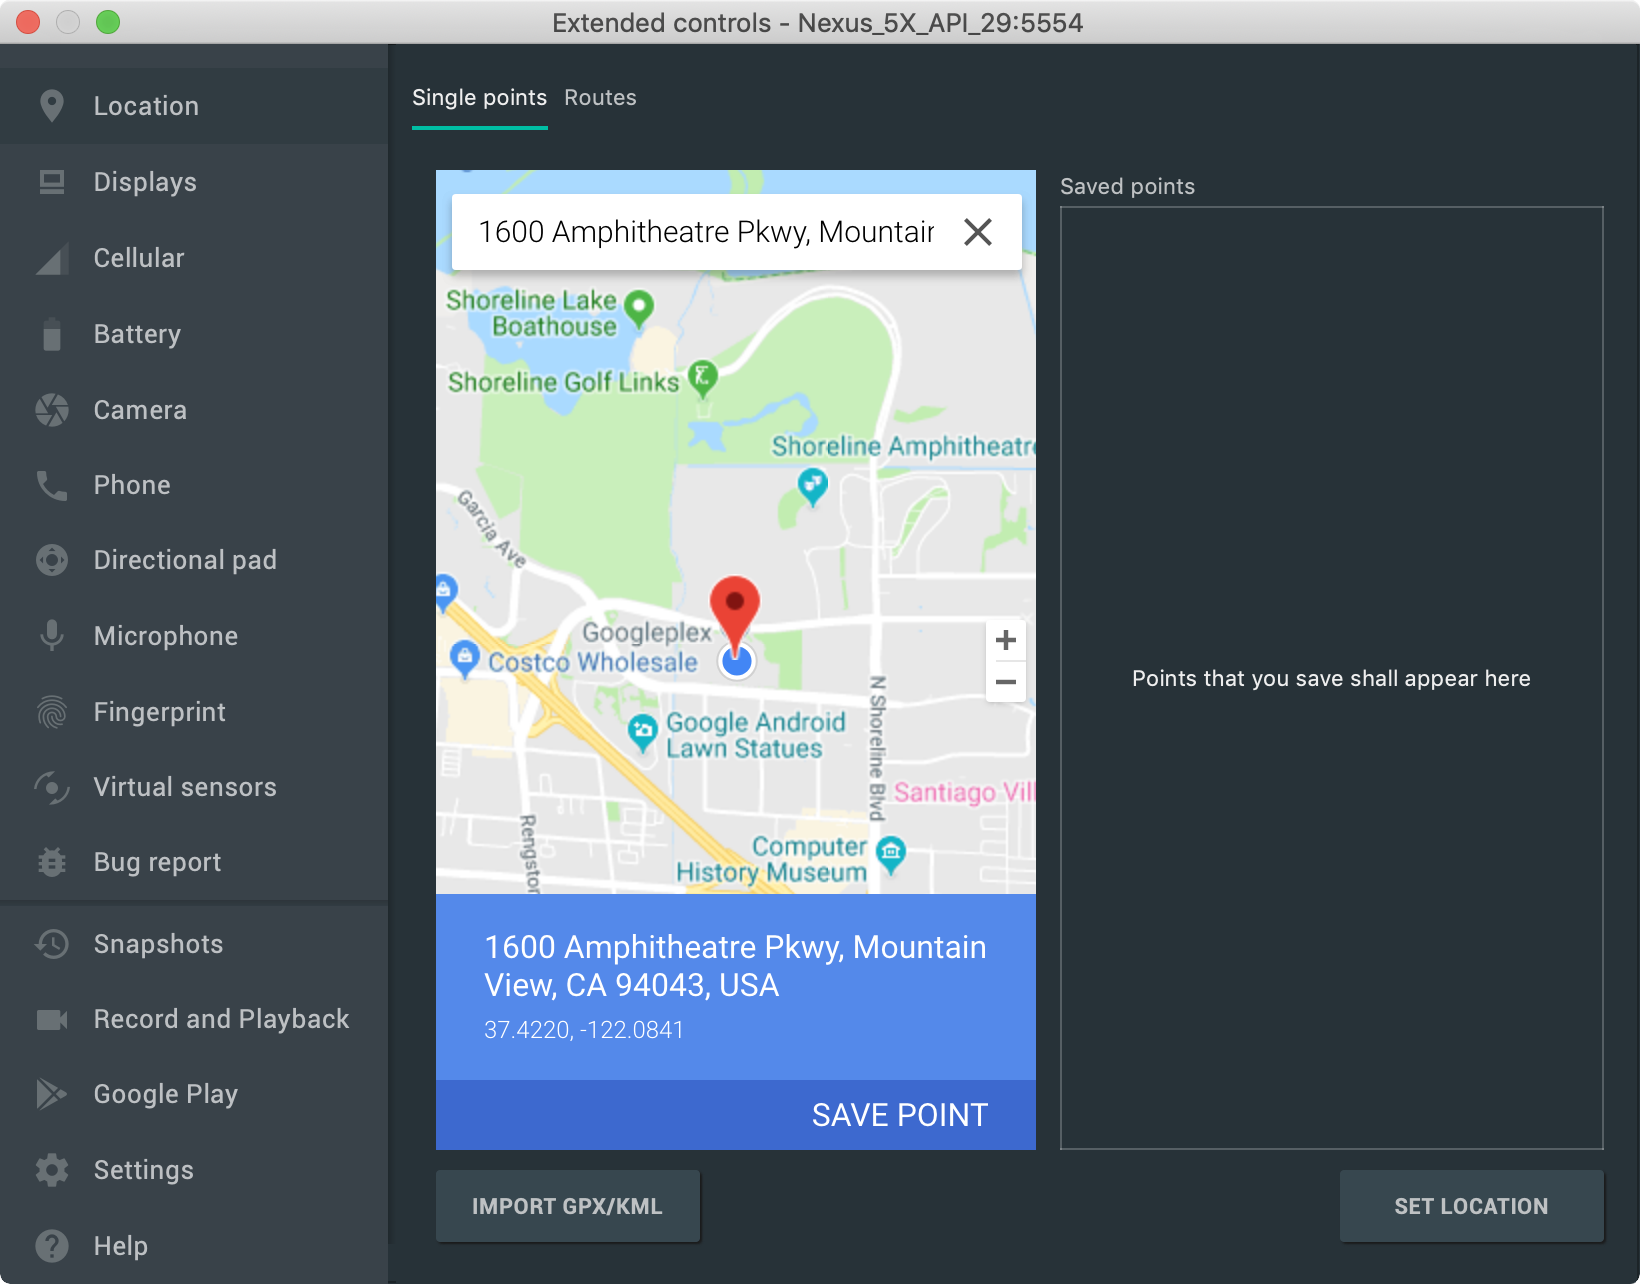 Extended controls - Nexus_5X_API_29:5554
Location
Displays
Cellular
Battery
Camera
Phone
Directional pad
Microphone
Fingerprint
Virtual sensors
Bug report
Snapshots
Record and Playback
Google Play
Settings
Help
Single points
Routes
1600 Amphitheatre Pkwy, Mountain
Shoreline Lake
Boathouse
Shoreline Golf Links
Shoreline Amphitheatre
Garcia Ave
Googleplex
Costco Wholesale
Google Android
Lawn Statues
N Shoreline Blvd
Santiago Vill
Rengstor
Computer
History Museum
1600 Amphitheatre Pkwy, Mountain
View, CA 94043, USA
37.4220, -122.0841
SAVE POINT
IMPORT GPX/KML
Saved points
Points that you save shall appear here
SET LOCATION